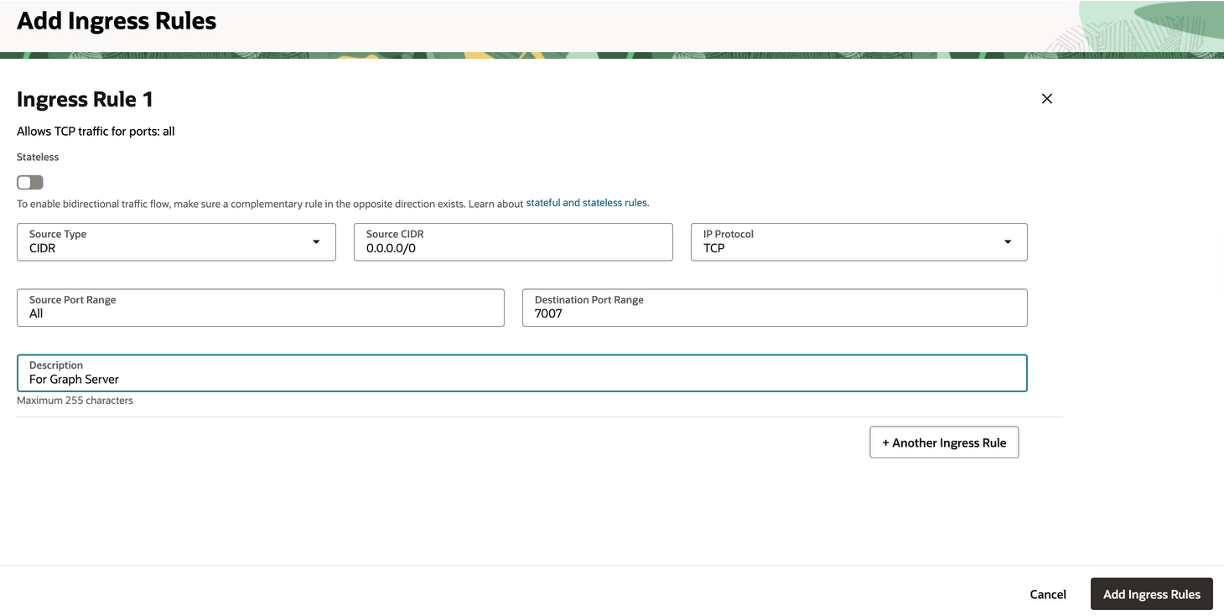 Add Ingress Rules
Ingress Rule 1
Allows TCP traffic for ports: all
Stateless
To enable bidirectional traffic flow, make sure a complementary rule in the opposite direction exists. Learn about stateful and stateless rules.
Source Type
CIDR
Source CIDR
0.0.0.0/0
IP Protocol
TCP
Source Port Range
All
Destination Port Range
7007
Description
For Graph Server
Maximum 255 characters
+ Another Ingress Rule
Cancel
Add Ingress Rules